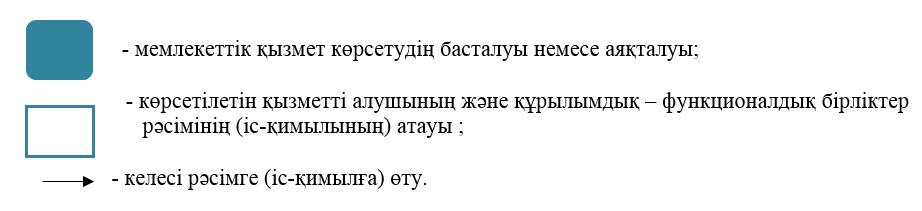 - мемлекеттік қызмет көрсетудің басталуы немесе аяқталуы;
- көрсетілетін қызметті алушының және құрылымдық – функционалдық бірліктер
рәсімінің (іс-қимылының) атауы ;
- келесі рәсімге (іс-қимылға) өту.